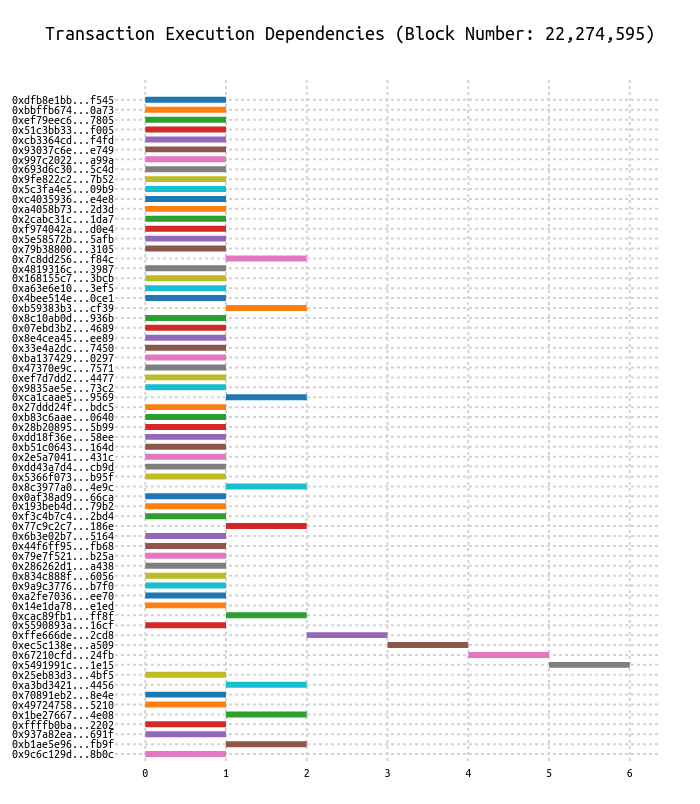 Transaction Execution Dependencies (Block Number: 22,274,595)
0xdfb8e1bb...f545
0xbbffb674...0a73
0xef79eec6...7805
0x51c3bb33...f005
0xcb3364cd...f4fd
0x93037c6e...e749
0x997c2022...a99a
0x693d6c30...5c4d
0x9fe822c2...7b52
0x5c3fa4e5...09b9
0xc4035936...e4e8
0xa4058b73...2d3d
0x2cabc31c...1da7
0xf974042a...d0e4
0x5e58572b...5afb
0x79b38800...3105
0x7c8dd256...f84c
0x4819316c...3987
0x168155c7...3bcb
0xa63e6e10...3ef5
0x4bee514e...0ce1
0xb59383b3...cf39
0x8c10ab0d...936b
0x07ebd3b2...4689
0x8e4cea45...ee89
0x33e4a2dc...7450
0xba137429...0297
0x47370e9c...7571
0xef7d7dd2...4477
0x9835ae5e...73c2
0xca1caae5...9569
0x27ddd24f...bdc5
0xb83c6aae...0640
0x28b20895...5b99
0xdd18f36e...58ee
0xb51c0643...164d
0x2e5a7041...431c
0xdd43a7d4...cb9d
0x5366f073...b95f
0x8c3977a0...4e9c
0x0af38ad9...66ca
0x193beb4d...79b2
0xf3c4b7c4...2bd4
0x77c9c2c7...186e
0x6b3e02b7...5164
0x44f6ff95...fb68
0x79e7f521...b25a
0x286262d1...a438
0x834c888f...6056
0x9a9c3776...b7f0
0xa2fe7036...ee70
0x14e1da78...e1ed
0xcac89fb1...ff8f
0x5590893a...16cf
0xffe666de...2cd8
0xec5c138e...a509
0x67210cfd...24fb
0x5491991c...1e15
0x25eb83d3...4bf5
0xa3bd3421...4456
0x70891eb2...8e4e
0x49724758...5210
0x1be27667...4e08
0xffffb0ba...2202
0x937a82ea...691f
0xb1ae5e96...fb9f
0x9c6c129d...8b0c
0 1 2 3 4 5 6